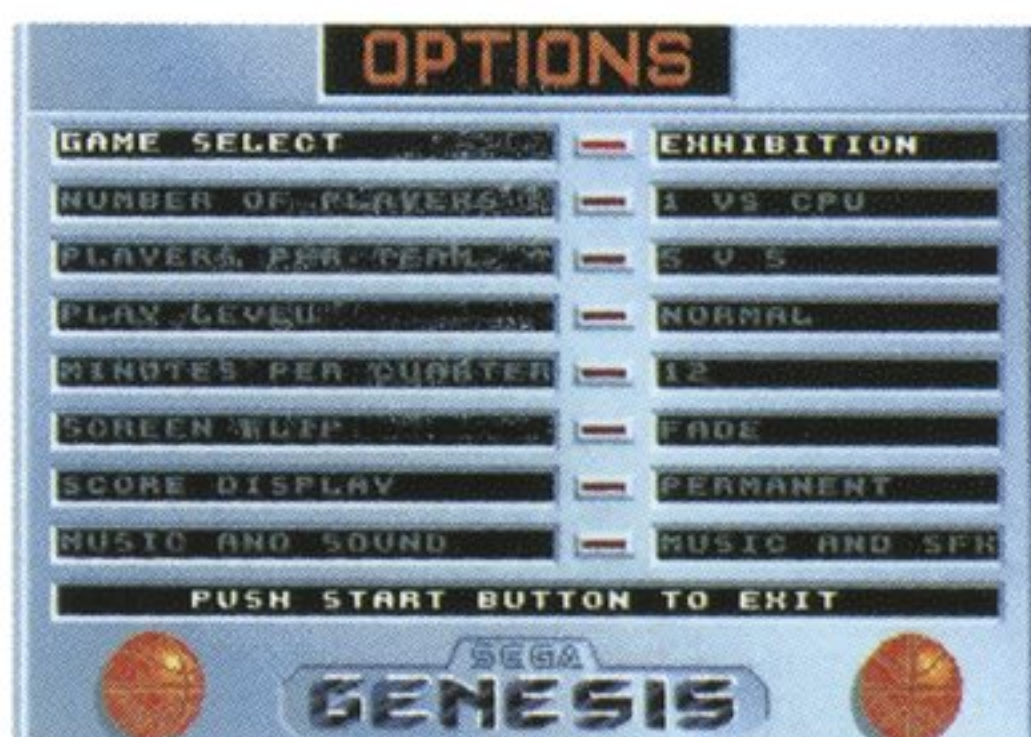 OPTIONS
GAME SELECT EXHIBITION
NUMBER OF PLAYERS 1 VS CPU
PLAYERS PER TEAM 5 V 5
PLAY LEVEL NORMAL
MINUTES PER QUARTER 12
SCREEN FLIP FADE
SCORE DISPLAY PERMANENT
MUSIC AND SOUND MUSIC AND SFX
PUSH START BUTTON TO EXIT
SEGA
GENESIS